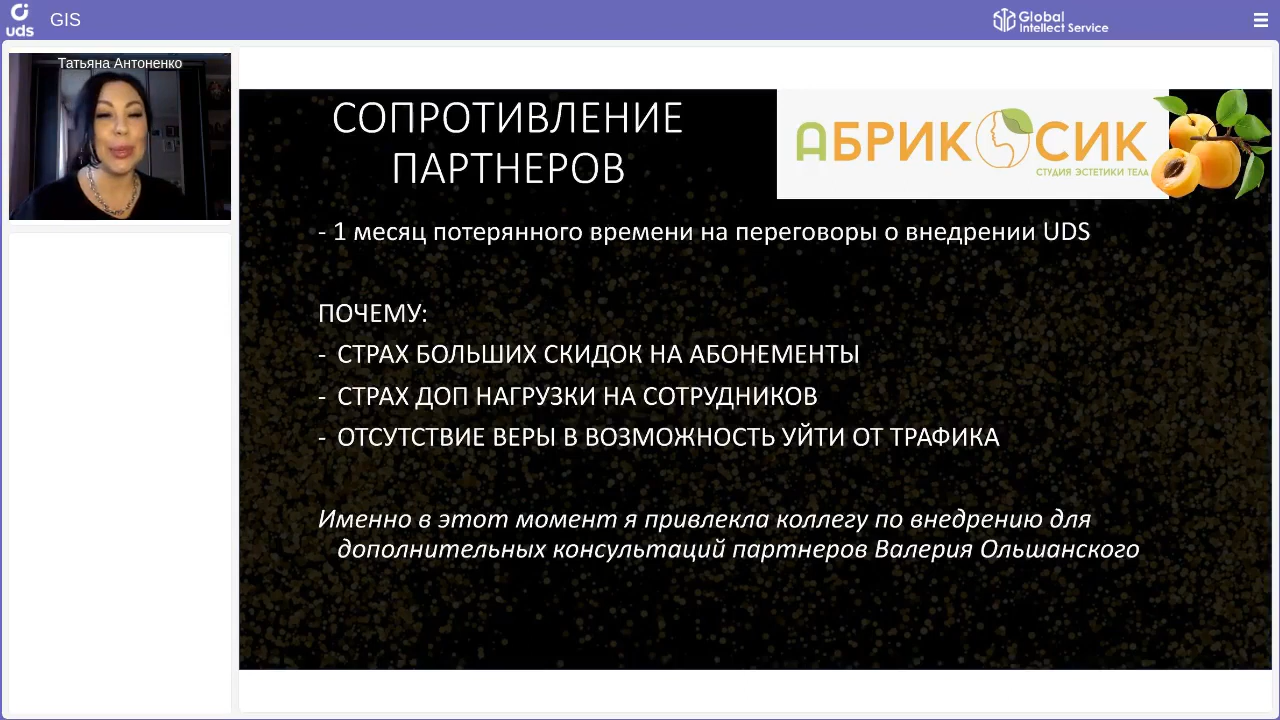 uds
GIS
Global
Intellect Service
Татьяна Антоненко
СОПРОТИВЛЕНИЕ
ПАРТНЕРОВ
АБРИКОСИК
СТУДИЯ ЭСТЕТИКИ ТЕЛА
- 1 месяц потерянного времени на переговоры о внедрении UDS
ПОЧЕМУ:
- СТРАХ БОЛЬШИХ СКИДОК НА АБОНЕМЕНТЫ
- СТРАХ ДОП НАГРУЗКИ НА СОТРУДНИКОВ
- ОТСУТСТВИЕ ВЕРЫ В ВОЗМОЖНОСТЬ УЙТИ ОТ ТРАФИКА
Именно в этот момент я привлекла коллегу по внедрению для
дополнительных консультаций партнеров Валерия Ольшанского